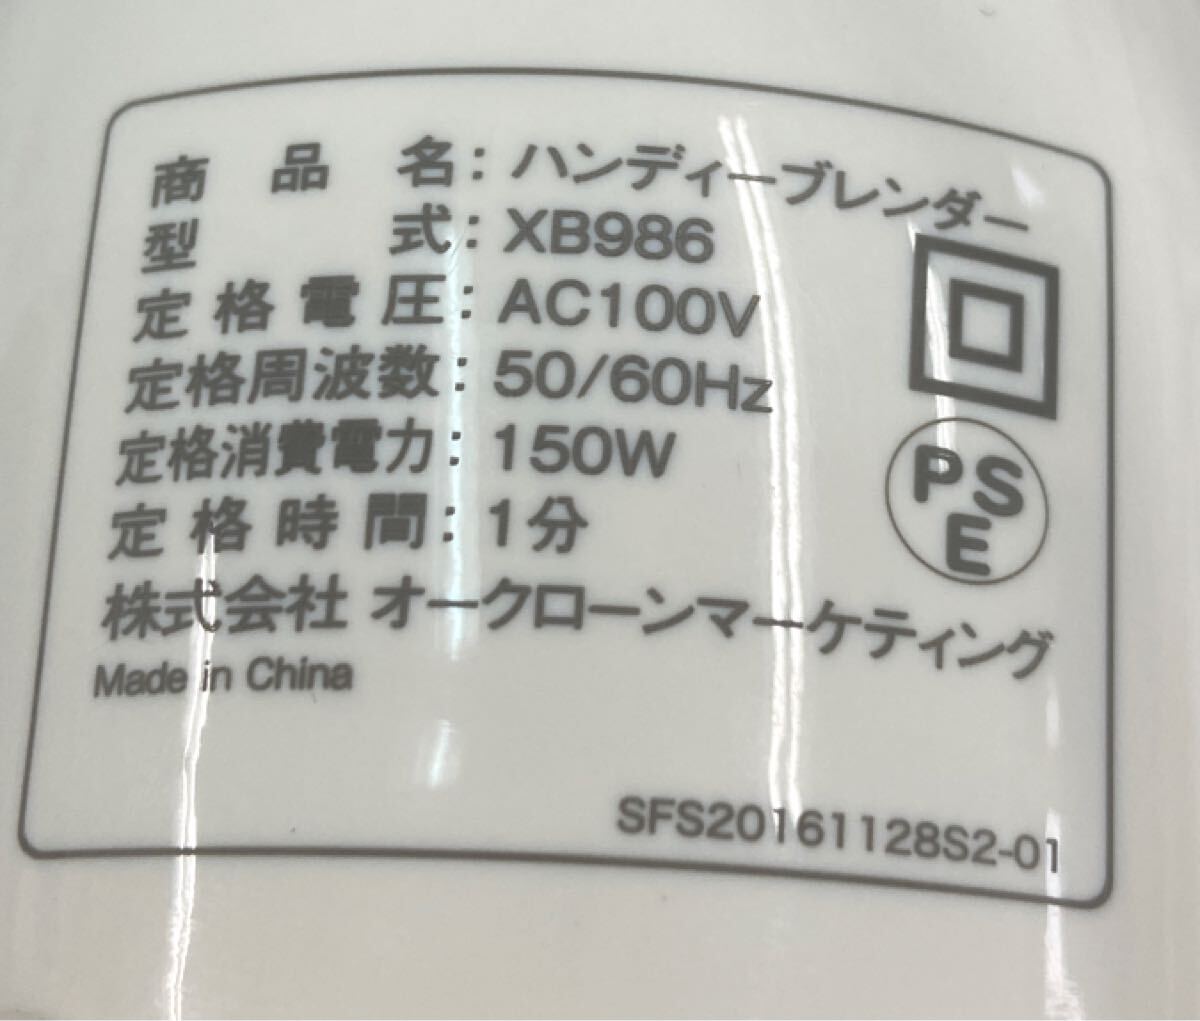 商品名：ハンディーブレンダー
型式：XB986
定格電圧：AC100V
定格周波数：50/60Hz
定格消費電力：150W
定格時間：1分
株式会社 オークローンマーケティング
Made in China
PSE
SFS20161128S2-01